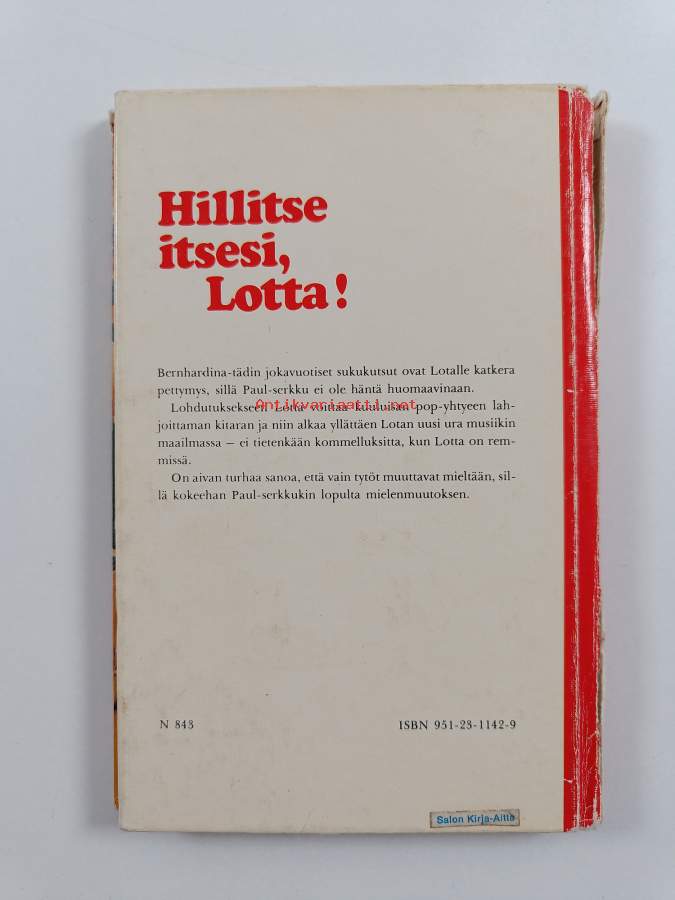 Hillitse
itsesi,
Lotta!
Bernhardina-tädin jokavuotiset sukukutsut ovat Lotalle katkera
pettymys, sillä Paul-serkku ei ole häntä huomaavinaan.
Antikvariaatti.net
Lohdutuksekseen Lotta voittaa kuuluisan pop-yhtyeen lah-
joittaman kitaran ja niin alkaa yllättäen Lotan uusi ura musiikin
maailmassa – ei tietenkään kommelluksitta, kun Lotta on rem-
missä.
On aivan turhaa sanoa, että vain tytöt muuttavat mieltään, sil-
lä kokeehan Paul-serkkukin lopulta mielenmuutoksen.
N 843 ISBN 951-23-1142-9
Salon Kirja-Aitta